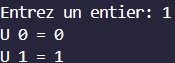 Entrez un entier: 1
U 0 = 0
U 1 = 1